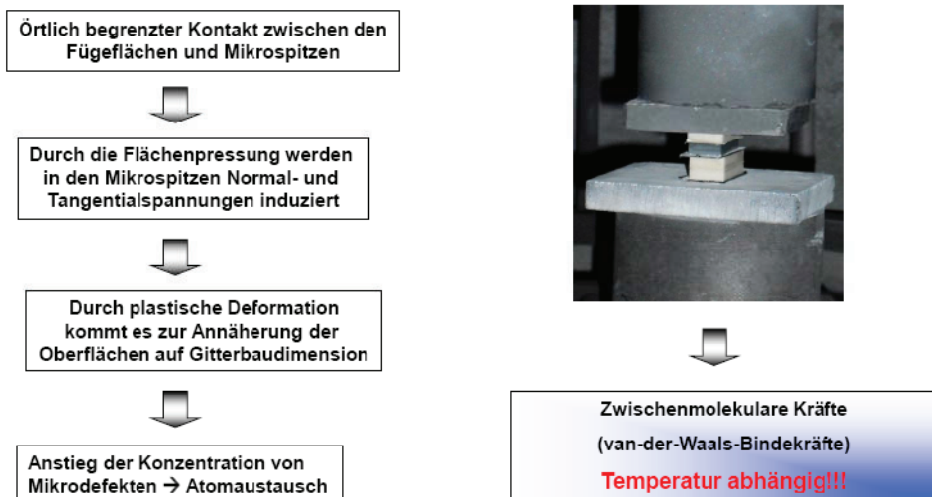 Örtlich begrenzter Kontakt zwischen den
Fügeflächen und Mikrospitzen
Durch die Flächenpressung werden
in den Mikrospitzen Normal- und
Tangentialspannungen induziert
Durch plastische Deformation
kommt es zur Annäherung der
Oberflächen auf Gitterbaudimension
Anstieg der Konzentration von
Mikrodefekten → Atomaustausch
Zwischenmolekulare Kräfte
(van-der-Waals-Bindekräfte)
Temperatur abhängig!!!